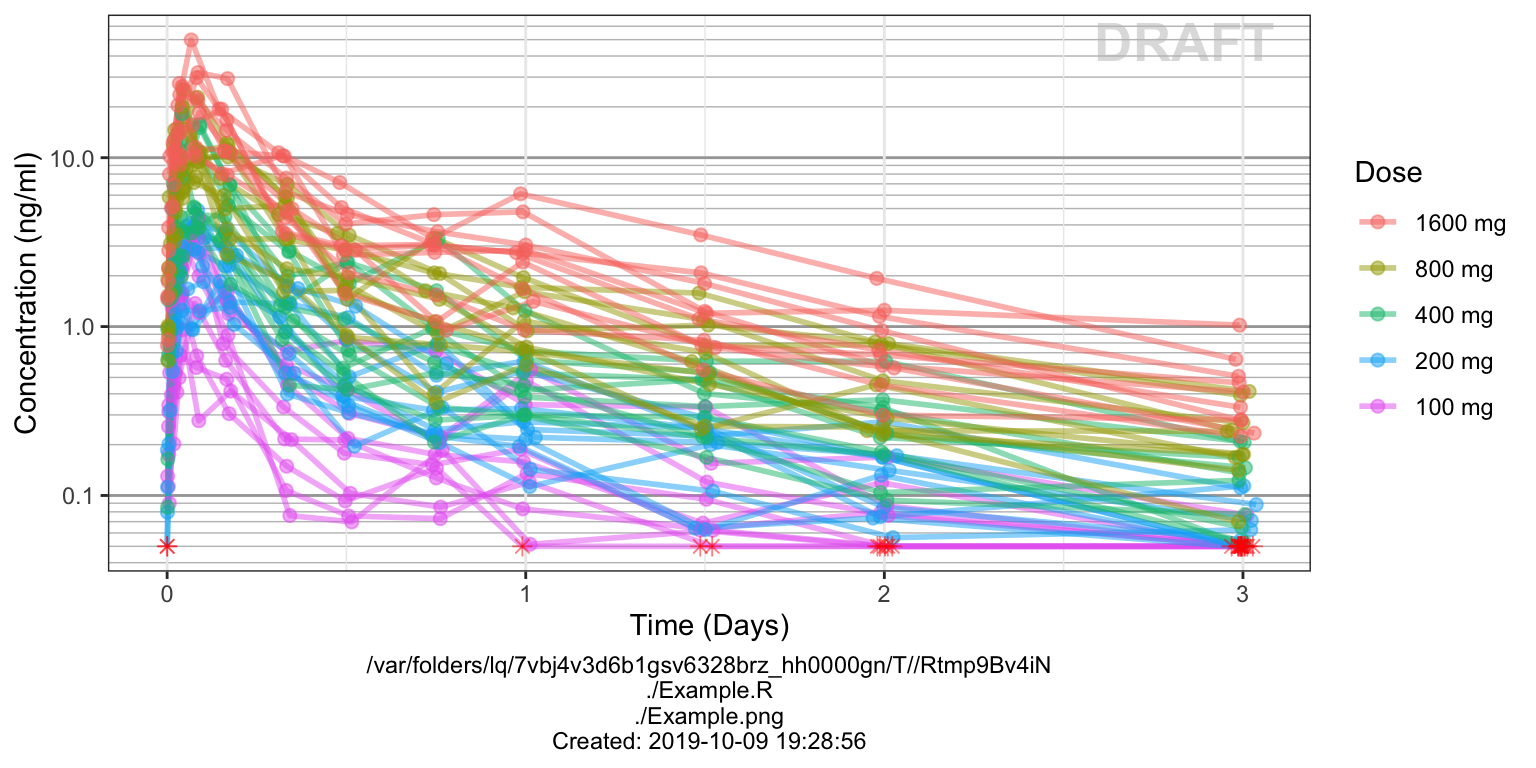 DRAFT
Concentration (ng/ml)
10.0
1.0
0.1
0
1
2
3
Time (Days)
Dose
1600 mg
800 mg
400 mg
200 mg
100 mg
/var/folders/lq/7vbj4v3d6b1gsv6328brz_hh0000gn/T//Rtmp9Bv4iN
./Example.R
./Example.png
Created: 2019-10-09 19:28:56